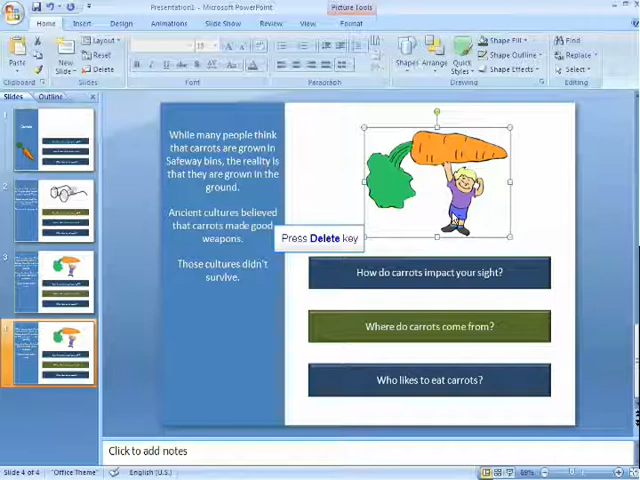 Presentation1 - Microsoft PowerPoint
Picture Tools
Home
Insert
Design
Animations
Slide Show
Review
View
Format
Paste
New
Slide
Layout
Reset
Delete
Shapes
Arrange
Quick
Styles
Shape Fill
Shape Outline
Shape Effects
Find
Replace
Select
Clipboard
Slides
Font
Paragraph
Drawing
Editing
Slides
Outline
1
2
3
4
While many people think
that carrots are grown in
Safeway bins, the reality is
that they are grown in the
ground.
Ancient cultures believed
that carrots made good
weapons.
Those cultures didn't
survive.
Press Delete key
How do carrots impact your sight?
Where do carrots come from?
Who likes to eat carrots?
Click to add notes
Slide 4 of 4
"Office Theme"
English (U.S.)
69%